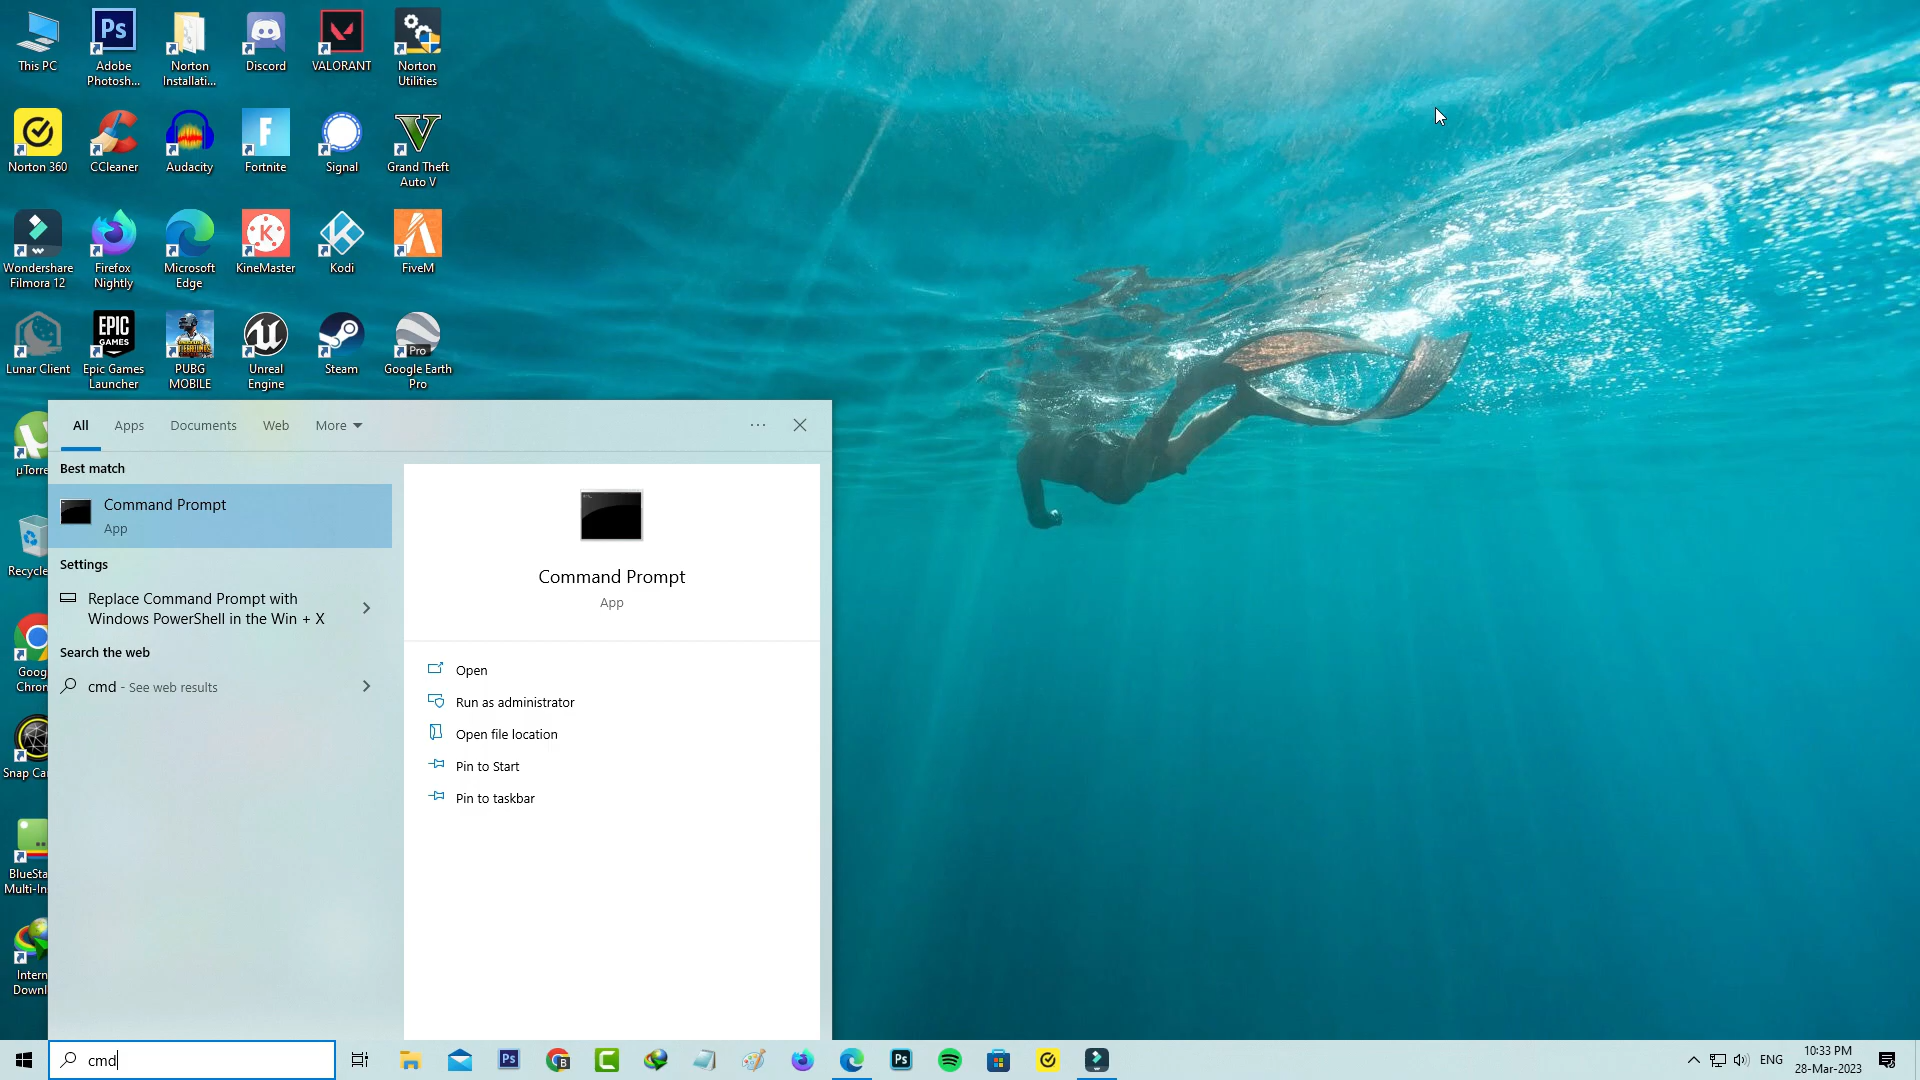 This PC
Adobe
Photosh...
Norton
Installati...
Discord
VALORANT
Norton
Utilities
Norton 360
CCleaner
Audacity
Fortnite
Signal
Grand Theft
Auto V
Wondershare
Filmora 12
Firefox
Nightly
Microsoft
Edge
KineMaster
Kodi
FiveM
Lunar Client
Epic Games
Launcher
PUBG
MOBILE
Unreal
Engine
Steam
Google Earth
Pro
All
Apps
Documents
Web
More
Best match
Command Prompt
App
Settings
Replace Command Prompt with
Windows PowerShell in the Win + X
Search the web
cmd - See web results
Command Prompt
App
Open
Run as administrator
Open file location
Pin to Start
Pin to taskbar
µTorre
Recycle
Goog
Chron
Snap Ca
BlueSta
Multi-In
Intern
Downl
cmd
ENG
10:33 PM
28-Mar-2023